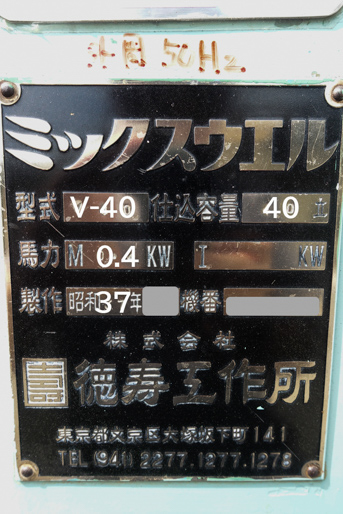 50Hz
ミックスウエル
型式 V-40 仕込容量 40 立
馬力 M 0.4 KW I KW
製作 昭和37年 機番
株式会社
壽 徳寿工作所
東京都文京区大塚坂下町141
TEL (941) 2277.1277.1278